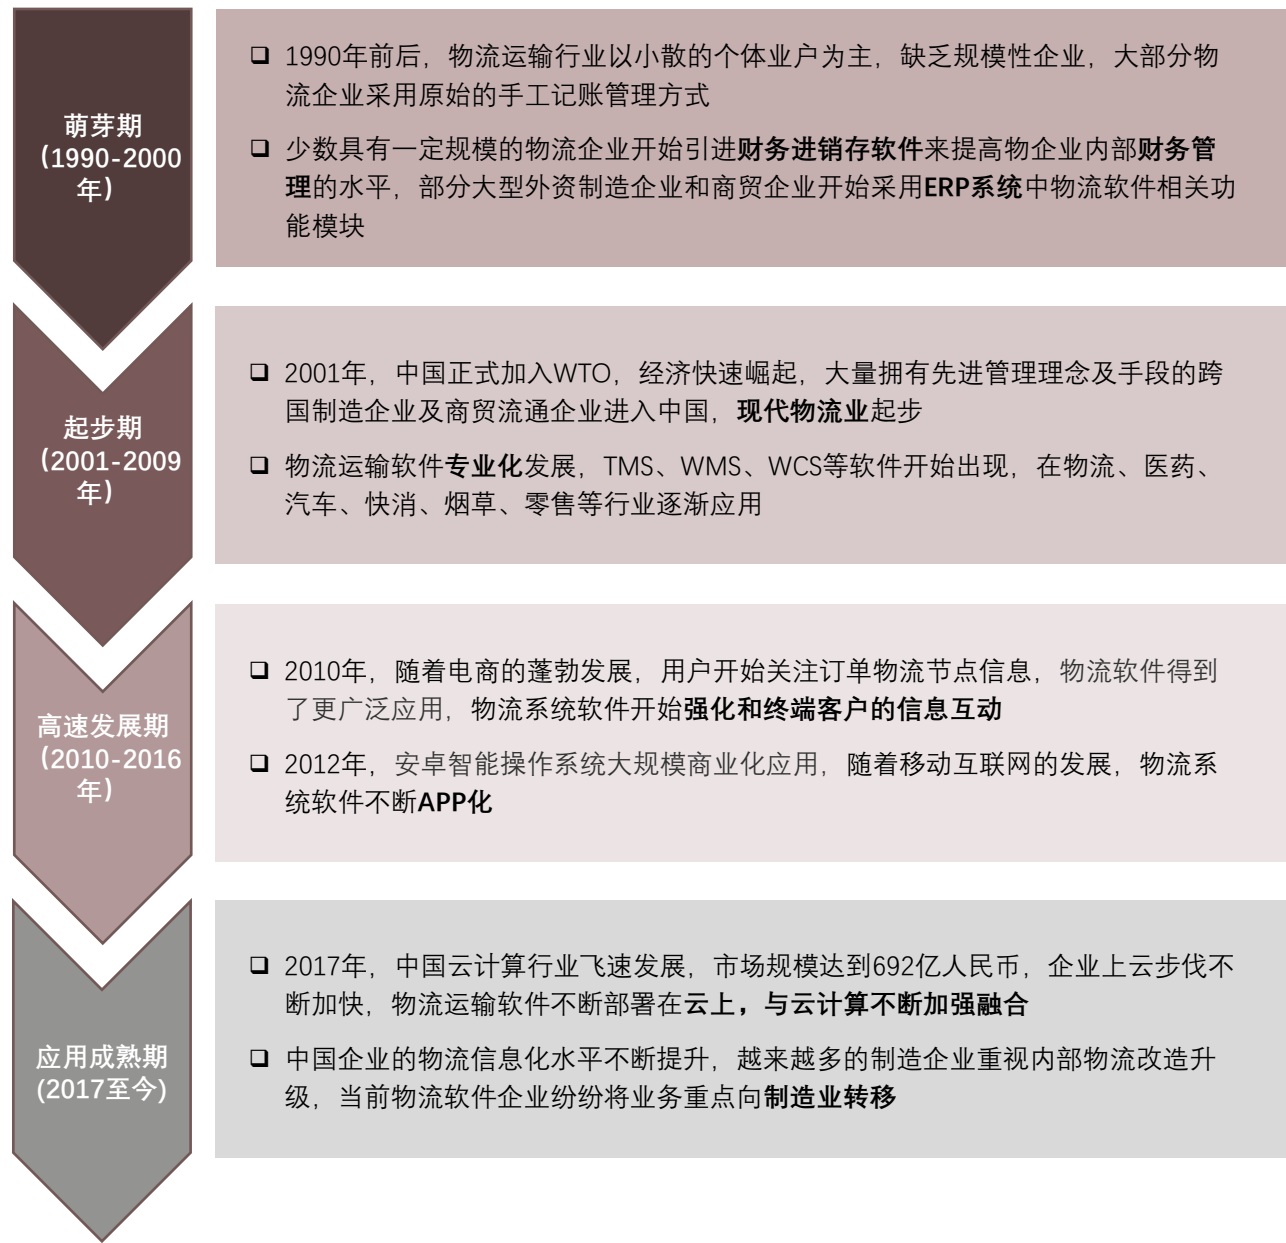 萌芽期
（1990-2000
年）
❑ 1990年前后，物流运输行业以小散的个体业户为主，缺乏规模性企业，大部分物
流企业采用原始的手工记账管理方式
❑ 少数具有一定规模的物流企业开始引进财务进销存软件来提高物企业内部财务管
理的水平，部分大型外资制造企业和商贸企业开始采用ERP系统中物流软件相关功
能模块
起步期
（2001-2009
年）
❑ 2001年，中国正式加入WTO，经济快速崛起，大量拥有先进管理理念及手段的跨
国制造企业及商贸流通企业进入中国，现代物流业起步
❑ 物流运输软件专业化发展，TMS、WMS、WCS等软件开始出现，在物流、医药、
汽车、快消、烟草、零售等行业逐渐应用
高速发展期
（2010-2016
年）
❑ 2010年，随着电商的蓬勃发展，用户开始关注订单物流节点信息，物流软件得到
了更广泛应用，物流系统软件开始强化和终端客户的信息互动
❑ 2012年，安卓智能操作系统大规模商业化应用，随着移动互联网的发展，物流系
统软件不断APP化
应用成熟期
(2017至今)
❑ 2017年，中国云计算行业飞速发展，市场规模达到692亿人民币，企业上云步伐不
断加快，物流运输软件不断部署在云上，与云计算不断加强融合
❑ 中国企业的物流信息化水平不断提升，越来越多的制造企业重视内部物流改造升
级，当前物流软件企业纷纷将业务重点向制造业转移